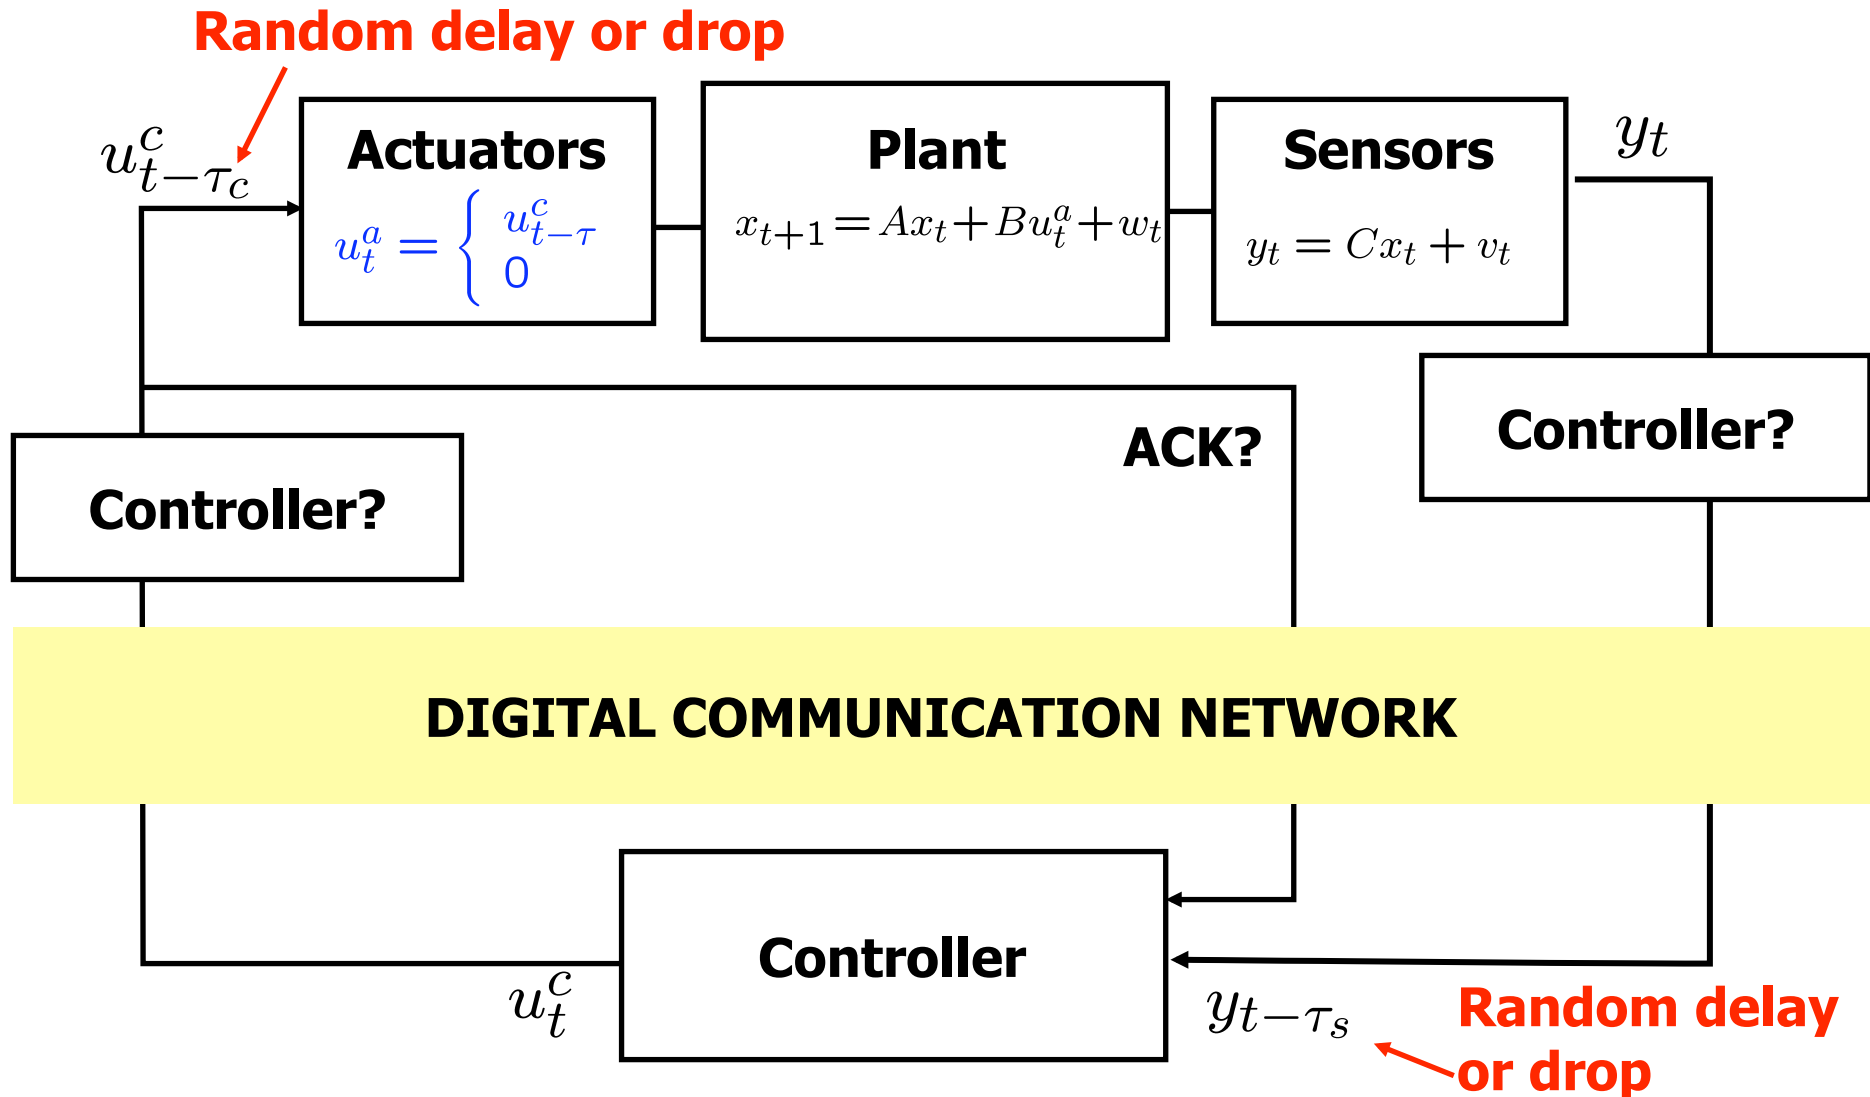 Random delay or drop
u^c_{t-τ_c}
Actuators
u^a_t = { u^c_{t-τ}
0
Plant
x_{t+1} = Ax_t + Bu^a_t + w_t
Sensors
y_t = Cx_t + v_t
y_t
ACK?
Controller?
Controller?
DIGITAL COMMUNICATION NETWORK
Controller
u^c_t
y_{t-τ_s}
Random delay
or drop